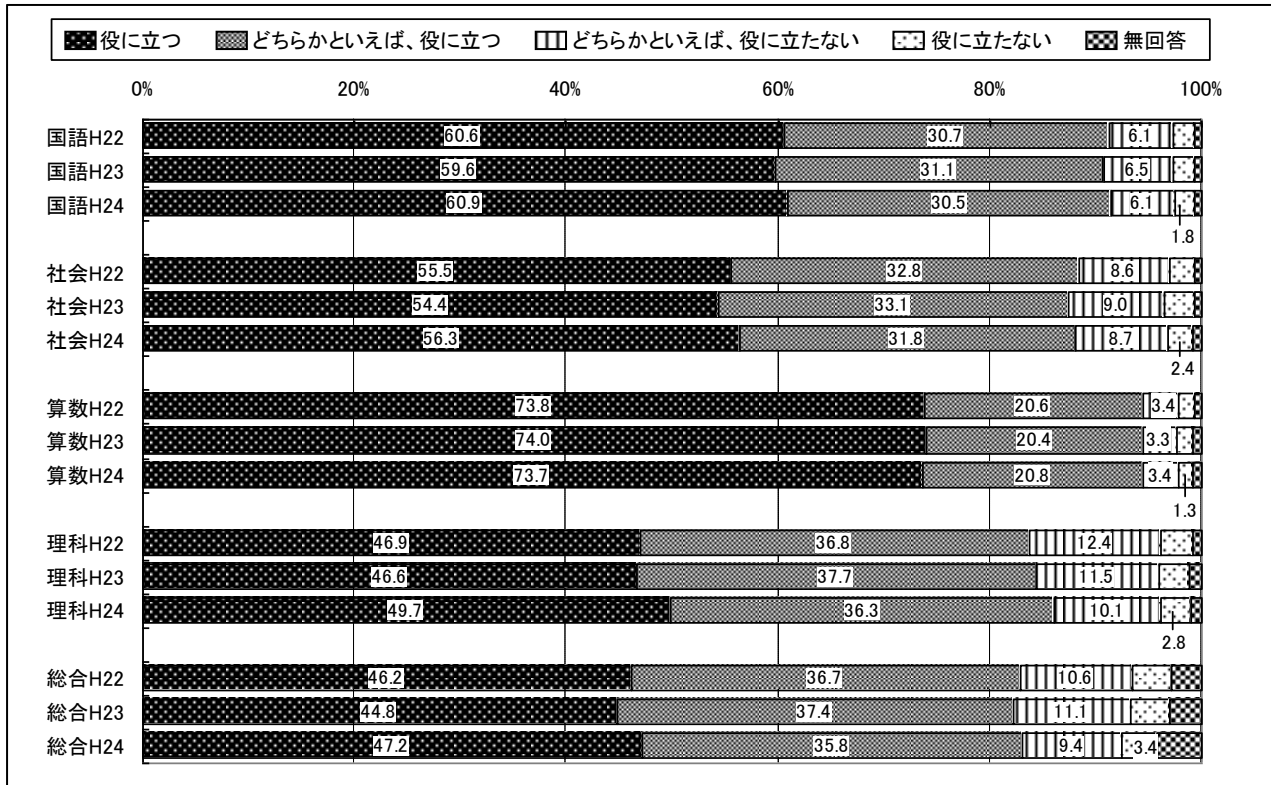 役に立つ どちらかといえば、役に立つ どちらかといえば、役に立たない 役に立たない 無回答
0% 20% 40% 60% 80% 100%
国語H22 60.6 30.7 6.1
国語H23 59.6 31.1 6.5
国語H24 60.9 30.5 6.1
1.8
社会H22 55.5 32.8 8.6
社会H23 54.4 33.1 9.0
社会H24 56.3 31.8 8.7
2.4
算数H22 73.8 20.6 3.4
算数H23 74.0 20.4 3.3
算数H24 73.7 20.8 3.4
1.3
理科H22 46.9 36.8 12.4
理科H23 46.6 37.7 11.5
理科H24 49.7 36.3 10.1
2.8
総合H22 46.2 36.7 10.6
総合H23 44.8 37.4 11.1
総合H24 47.2 35.8 9.4 3.4